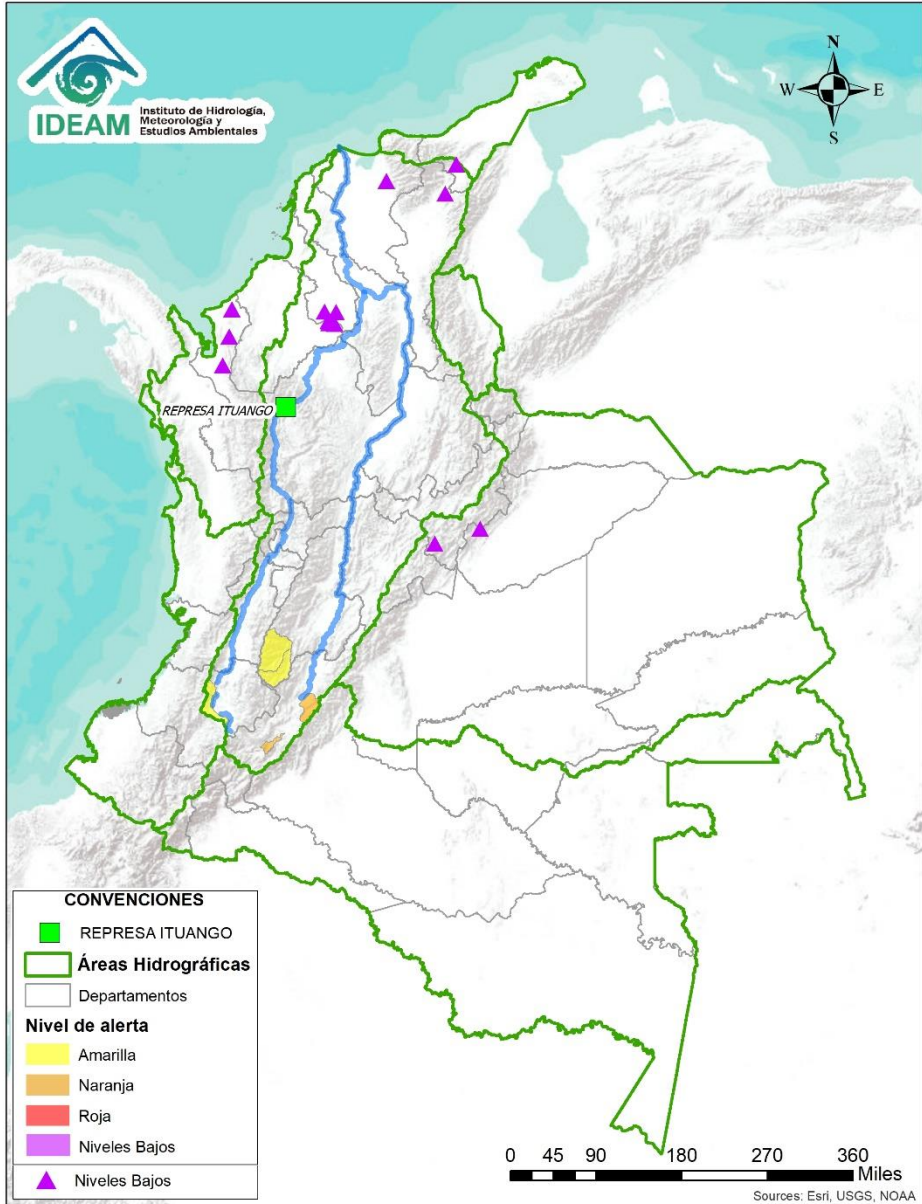 IDEAM
Instituto de Hidrología,
Meteorología y
Estudios Ambientales
N
W
E
S
REPRESA ITUANGO
CONVENCIONES
REPRESA ITUANGO
Áreas Hidrográficas
Departamentos
Nivel de alerta
Amarilla
Naranja
Roja
Niveles Bajos
Niveles Bajos
0 45 90 180 270 360
Miles
Sources: Esri, USGS, NOAA